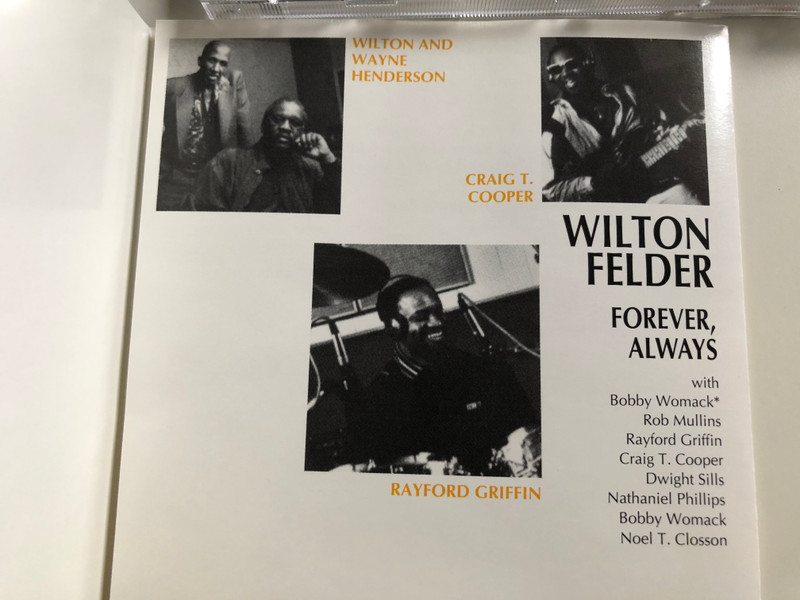 WILTON AND
WAYNE
HENDERSON
CRAIG T.
COOPER
WILTON
FELDER
FOREVER,
ALWAYS
with
Bobby Womack*
Rob Mullins
Rayford Griffin
Craig T. Cooper
Dwight Sills
Nathaniel Phillips
Bobby Womack
Noel T. Closson
RAYFORD GRIFFIN